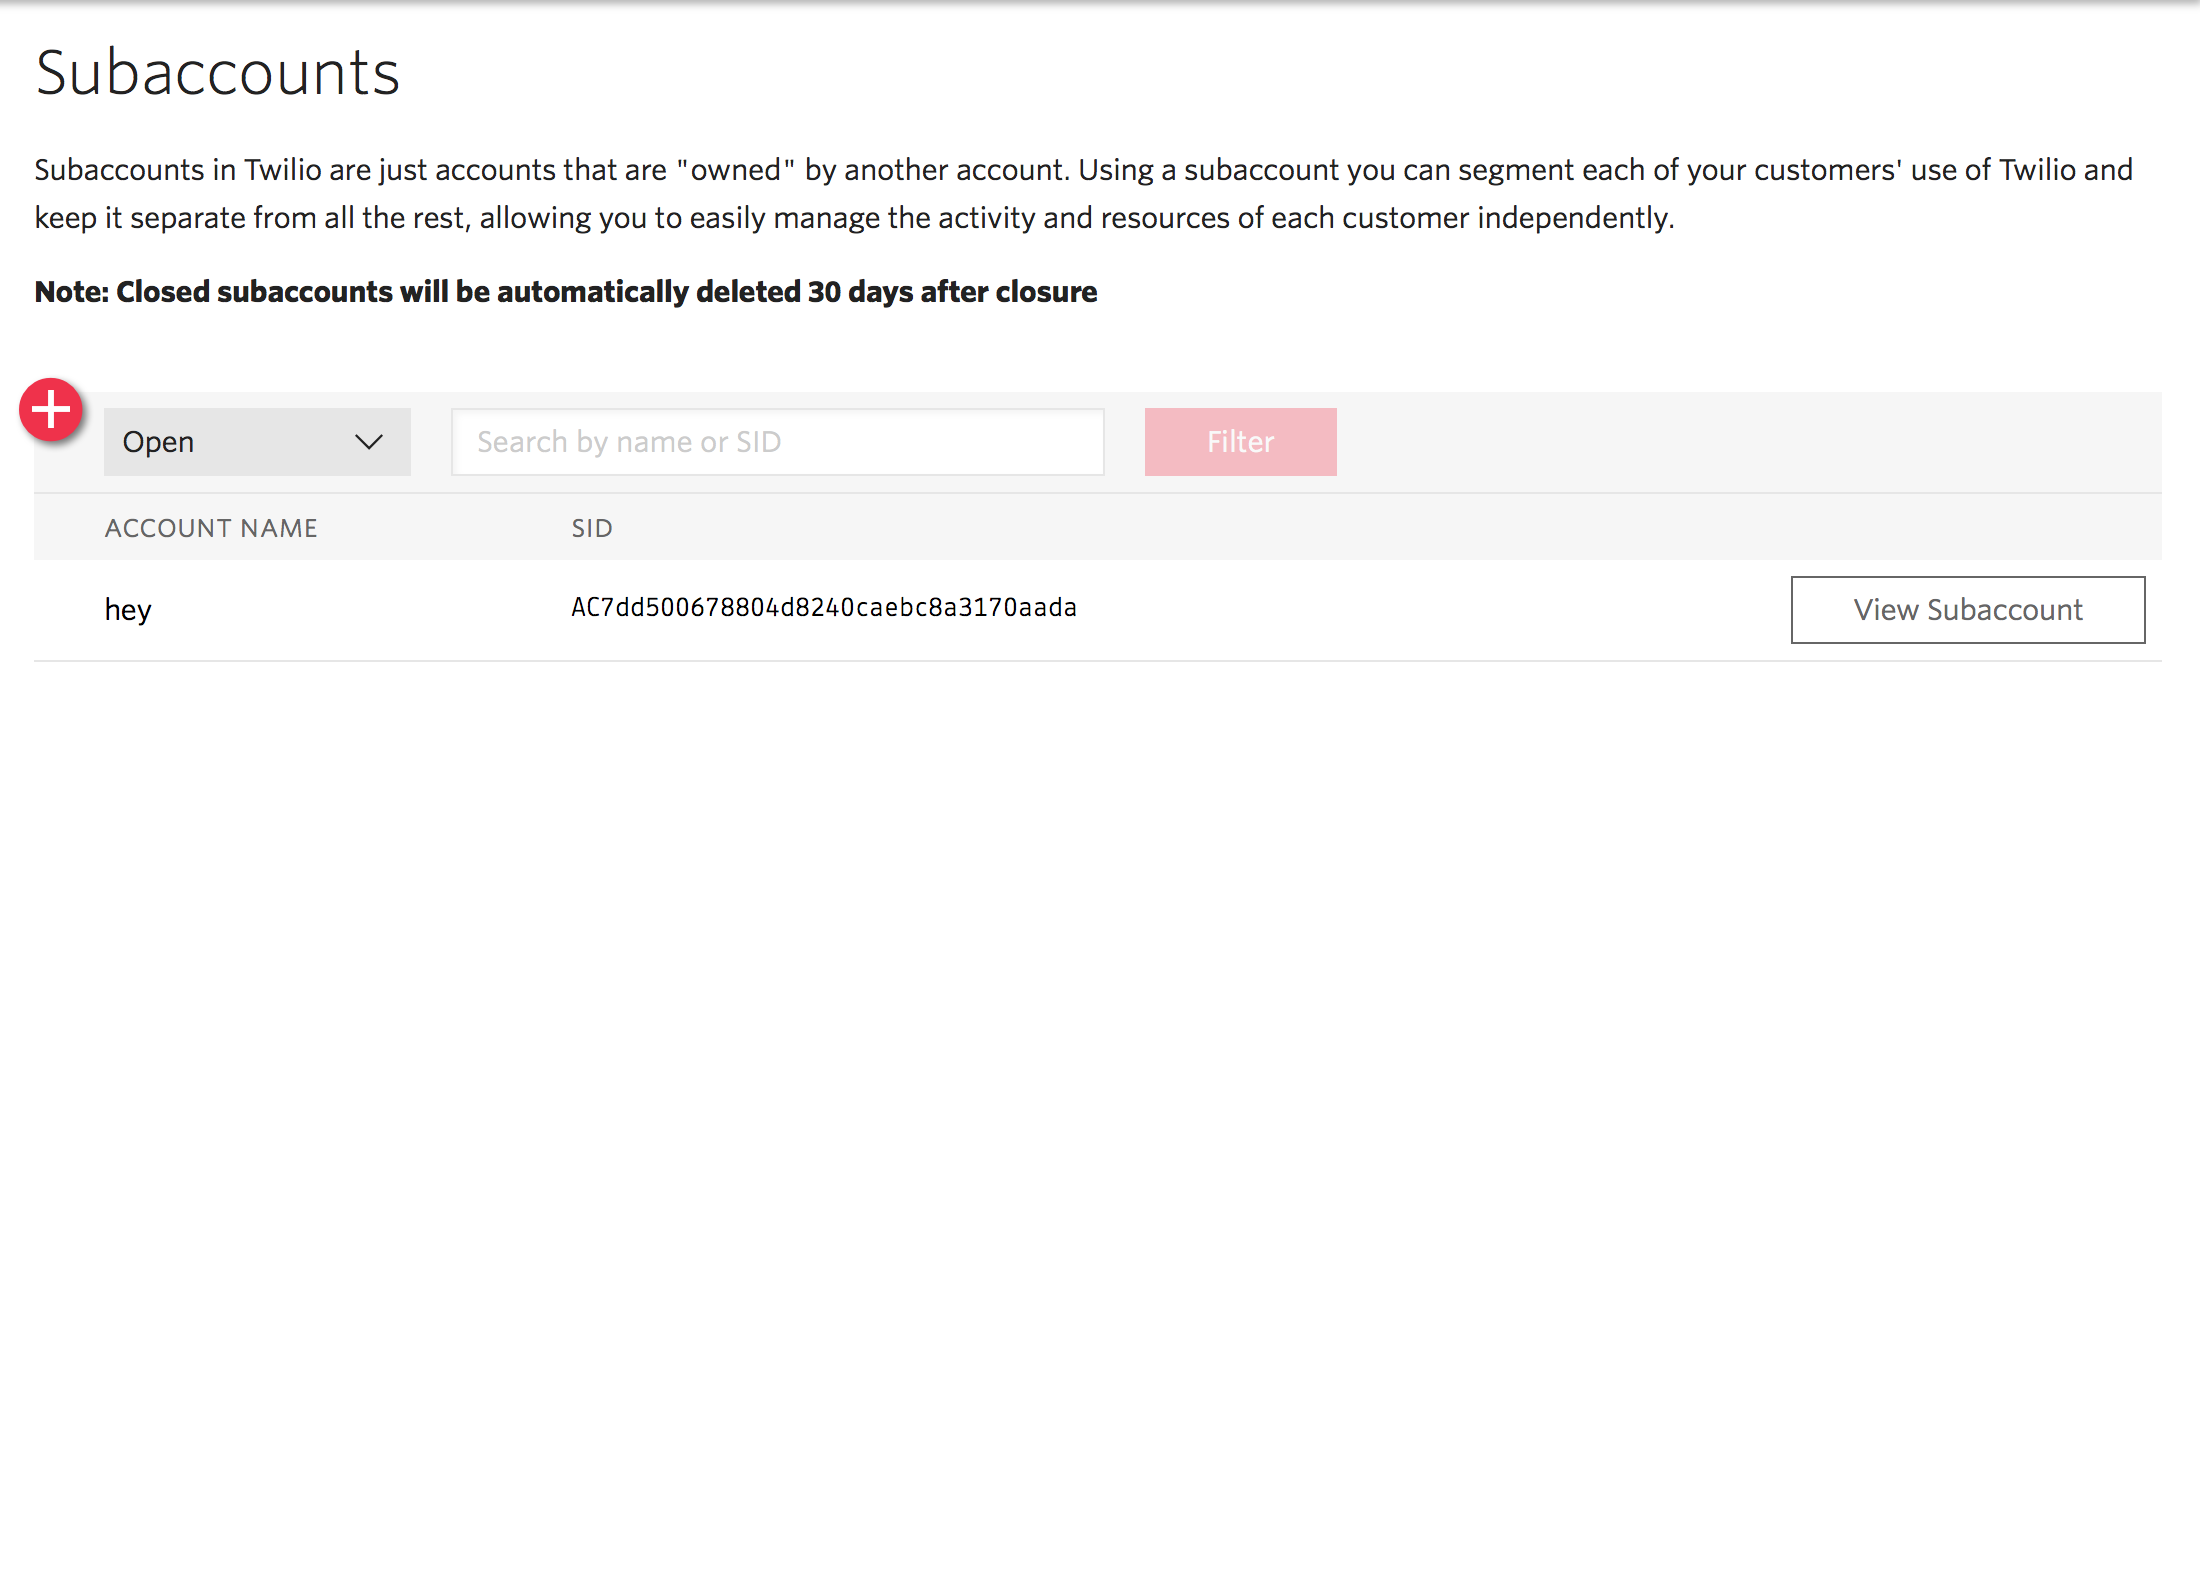 Subaccounts
Subaccounts in Twilio are just accounts that are "owned" by another account. Using a subaccount you can segment each of your customers' use of Twilio and
keep it separate from all the rest, allowing you to easily manage the activity and resources of each customer independently.
Note: Closed subaccounts will be automatically deleted 30 days after closure
Open Search by name or SID Filter
ACCOUNT NAME SID
hey AC7dd500678804d8240caebc8a3170aada View Subaccount